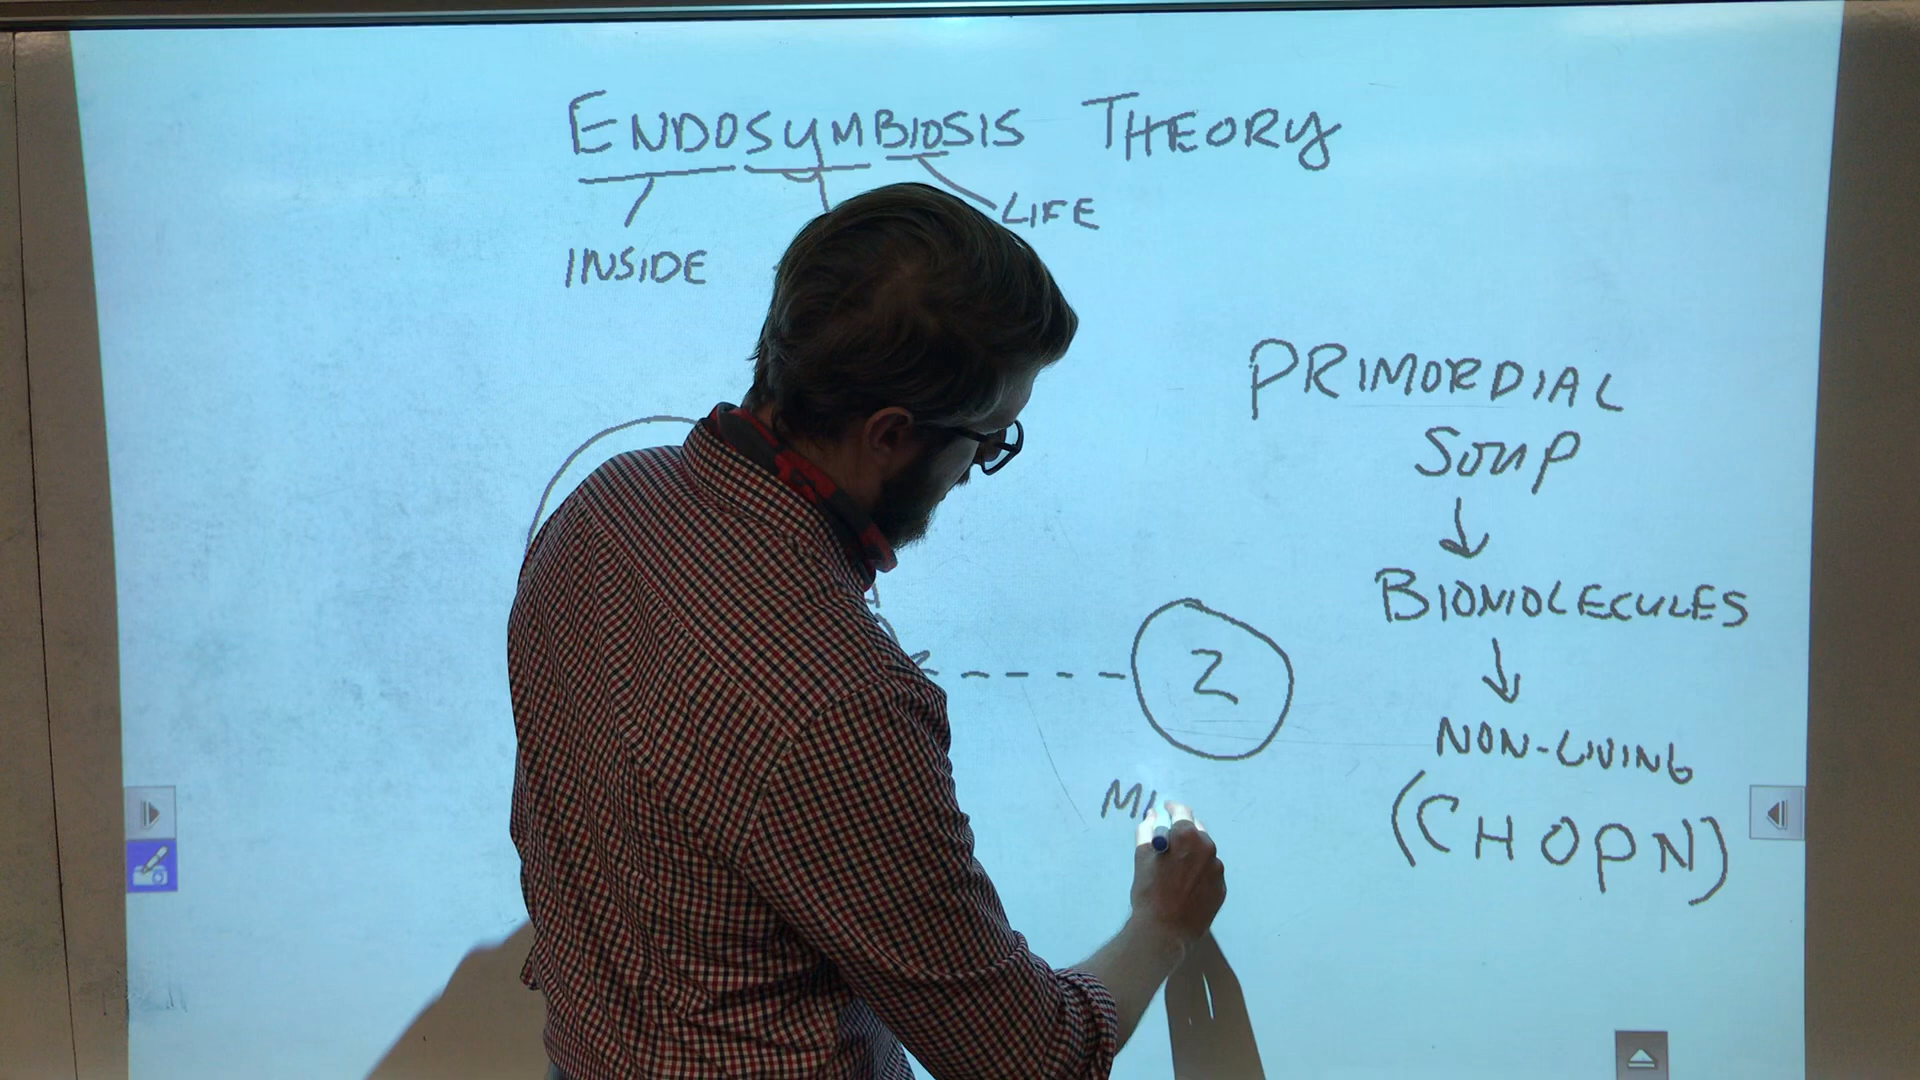 ENDOSYMBIOSIS THEORY
LIFE
INSIDE
PRIMORDIAL
SOUP
BIOMOLECULES
2
NON-LIVING
(CHOPN)